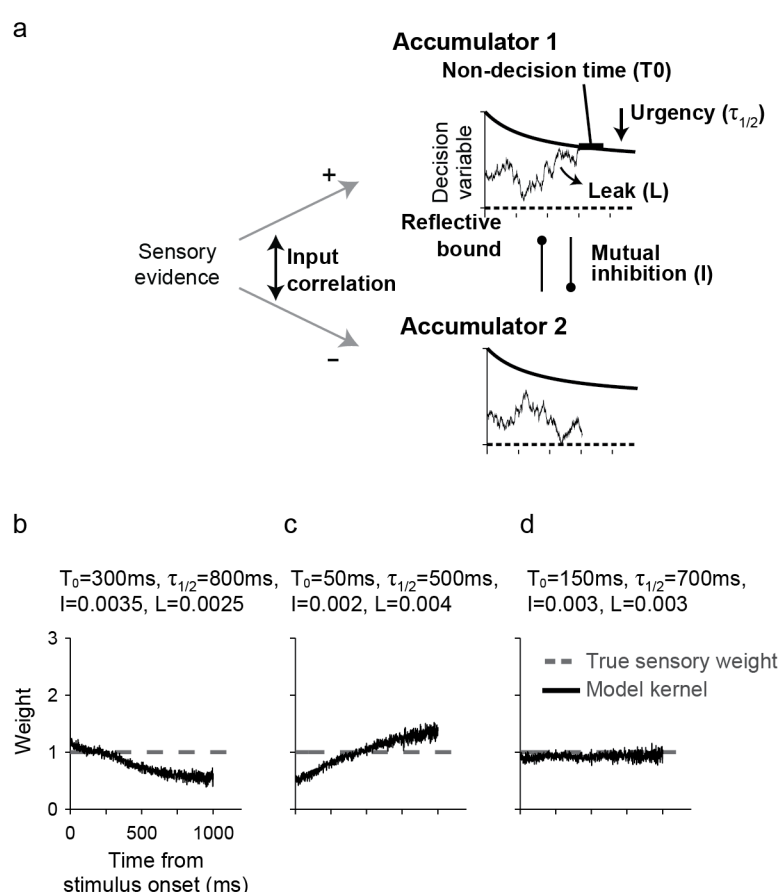 a
Accumulator 1
Non-decision time (T0)
Urgency (τ1/2)
Decision
variable
Leak (L)
+
Reflective
bound
Sensory
evidence
Input
correlation
Mutual
inhibition (I)
Accumulator 2
–
b
c
d
T0=300ms, τ1/2=800ms,
I=0.0035, L=0.0025
T0=50ms, τ1/2=500ms,
I=0.002, L=0.004
T0=150ms, τ1/2=700ms,
I=0.003, L=0.003
3
2
1
0
Weight
True sensory weight
Model kernel
0 500 1000
Time from
stimulus onset (ms)